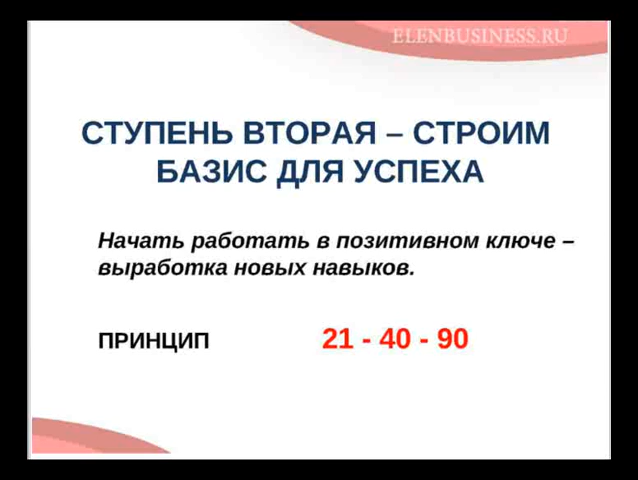 ELENBUSINESS.RU
СТУПЕНЬ ВТОРАЯ – СТРОИМ
БАЗИС ДЛЯ УСПЕХА
Начать работать в позитивном ключе –
выработка новых навыков.
ПРИНЦИП 21 - 40 - 90